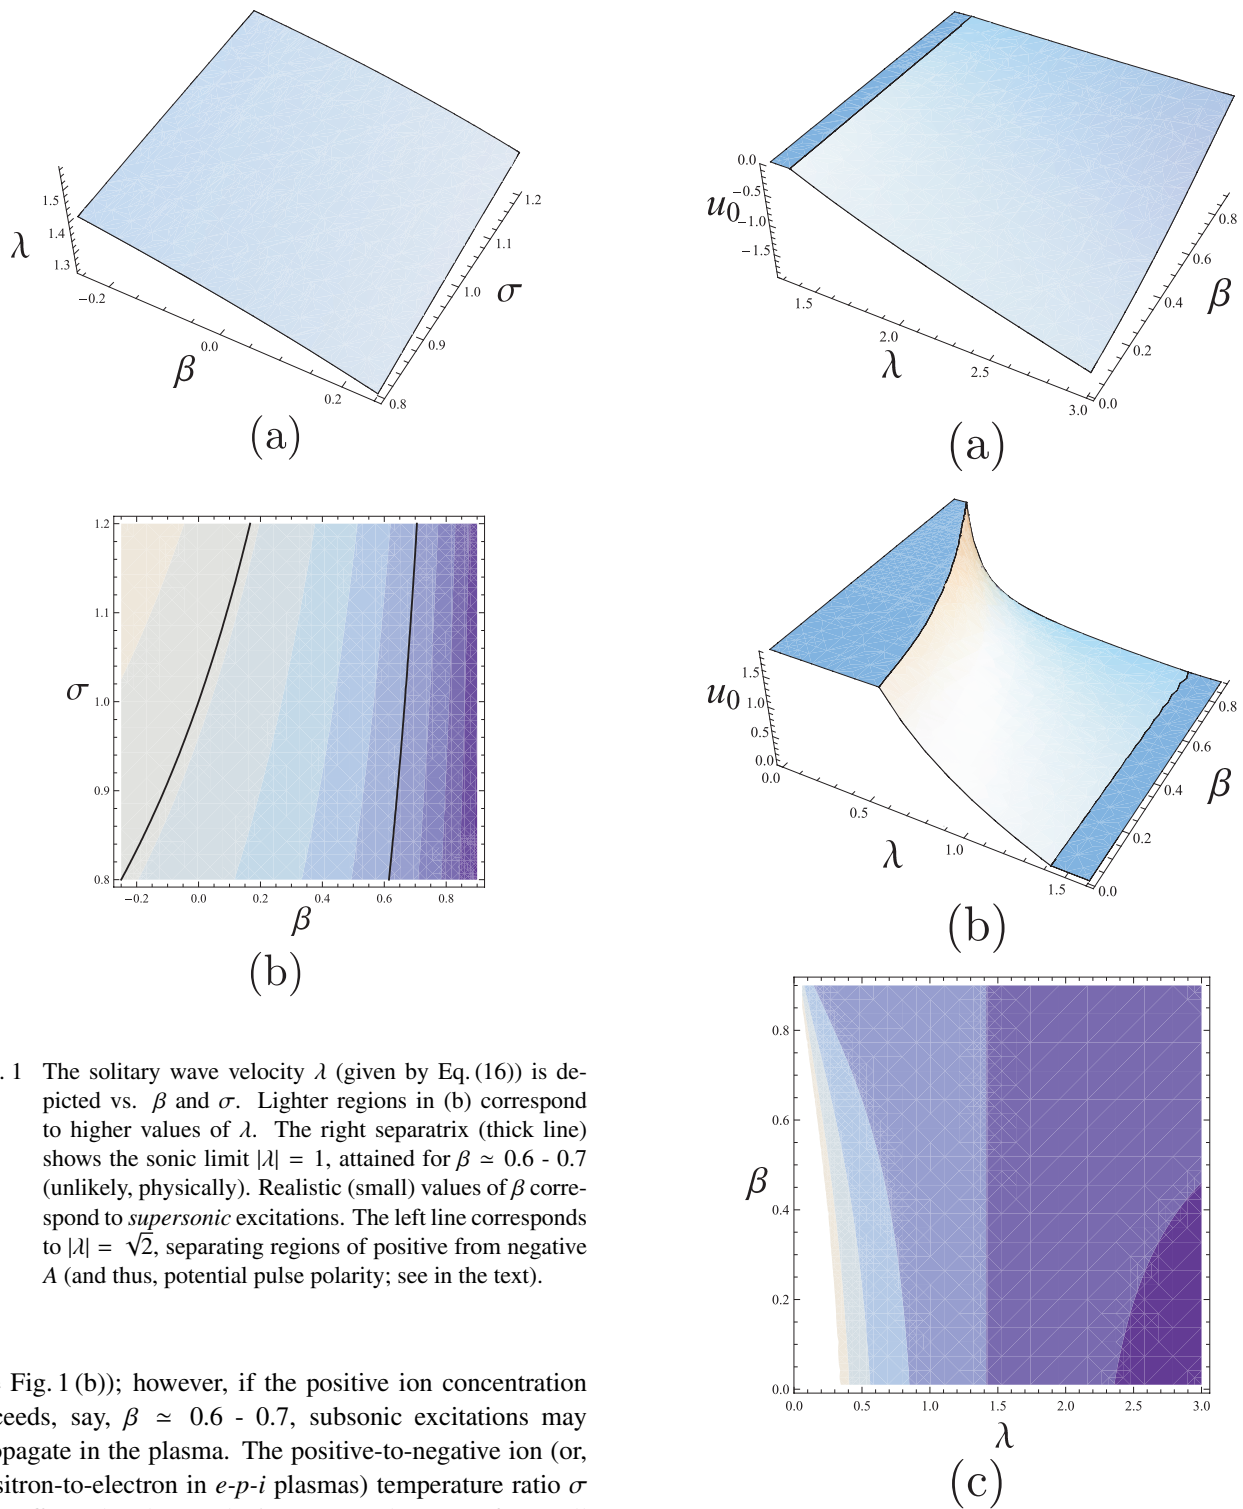 λ
1.5
1.4
1.3
−0.2
0.0
0.2
β
0.8
0.9
1.0
1.1
1.2
σ
(a)
1.2
1.1
1.0
0.9
0.8
σ
−0.2
0.0
0.2
0.4
0.6
0.8
β
(b)
. 1 The solitary wave velocity λ (given by Eq. (16)) is de-
picted vs. β and σ. Lighter regions in (b) correspond
to higher values of λ. The right separatrix (thick line)
shows the sonic limit |λ| = 1, attained for β ≃ 0.6 - 0.7
(unlikely, physically). Realistic (small) values of β corre-
spond to supersonic excitations. The left line corresponds
to |λ| = √2, separating regions of positive from negative
A (and thus, potential pulse polarity; see in the text).
Fig. 1 (b)); however, if the positive ion concentration
ceeds, say, β ≃ 0.6 - 0.7, subsonic excitations may
opagate in the plasma. The positive-to-negative ion (or,
sitron-to-electron in e-p-i plasmas) temperature ratio σ
0.0
−0.5
−1.0
−1.5
u0
1.5
2.0
2.5
3.0
λ
0.0
0.2
0.4
0.6
0.8
β
(a)
1.5
1.0
0.5
0.0
u0
0.0
0.5
1.0
1.5
λ
0.0
0.2
0.4
0.6
0.8
β
(b)
0.8
0.6
0.4
0.2
0.0
β
0.0
0.5
1.0
1.5
2.0
2.5
3.0
λ
(c)